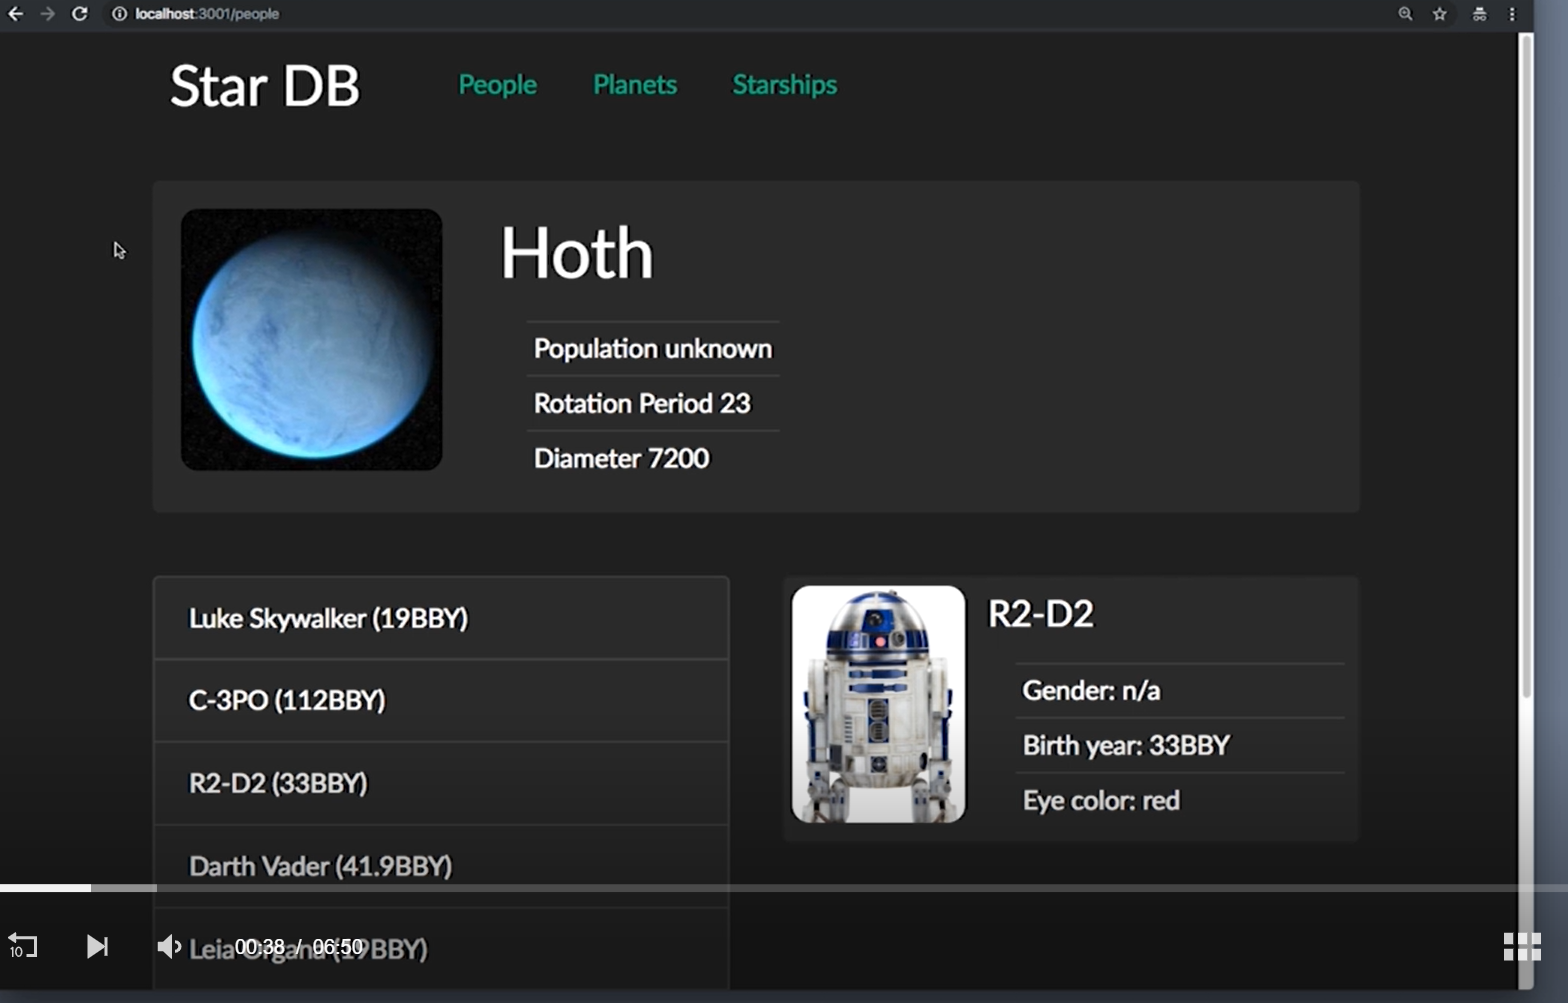 localhost:3001/people
Star DB
People
Planets
Starships
Hoth
Population unknown
Rotation Period 23
Diameter 7200
Luke Skywalker (19BBY)
C-3PO (112BBY)
R2-D2 (33BBY)
Darth Vader (41.9BBY)
Leia Organa (19BBY)
R2-D2
Gender: n/a
Birth year: 33BBY
Eye color: red
10
00:38 / 06:50